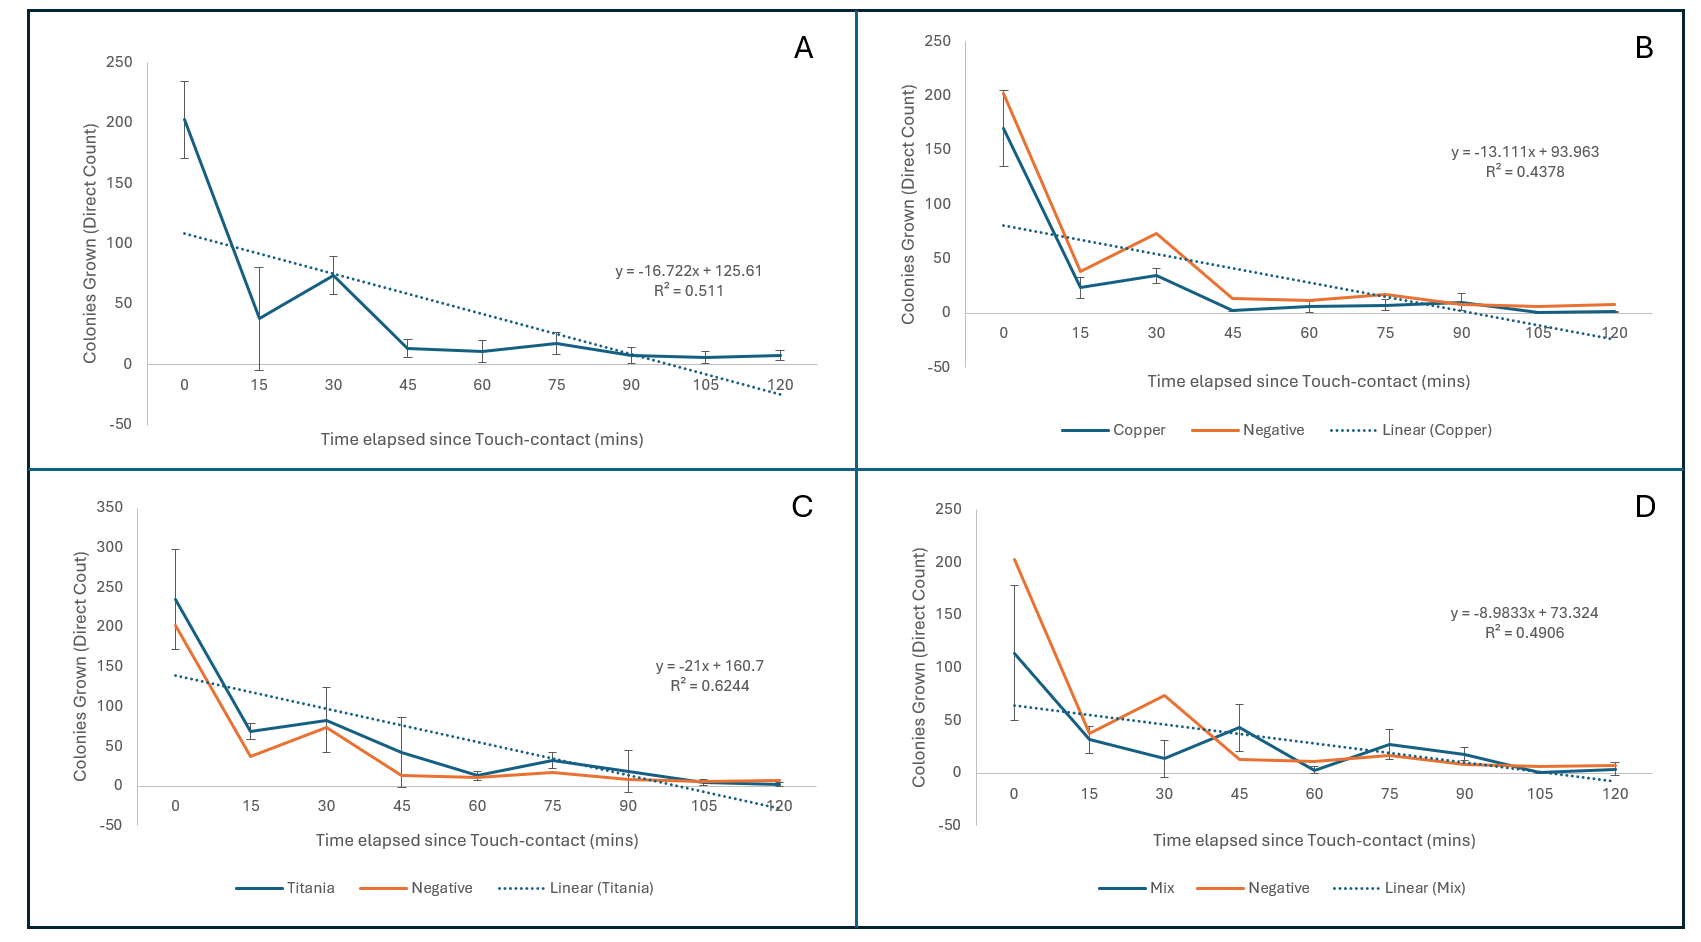 A
250
200
150
100
50
0
-50
Colonies Grown (Direct Count)
y = -16.722x + 125.61
R² = 0.511
0 15 30 45 60 75 90 105 120
Time elapsed since Touch-contact (mins)
B
250
200
150
100
50
0
-50
Colonies Grown (Direct Count)
y = -13.111x + 93.963
R² = 0.4378
0 15 30 45 60 75 90 105 120
Time elapsed since Touch-contact (mins)
Copper Negative Linear (Copper)
C
350
300
250
200
150
100
50
0
-50
Colonies Grown (Direct Cout)
y = -21x + 160.7
R² = 0.6244
0 15 30 45 60 75 90 105 120
Time elapsed since Touch-contact (mins)
Titania Negative Linear (Titania)
D
250
200
150
100
50
0
-50
Colonies Grown (Direct Count)
y = -8.9833x + 73.324
R² = 0.4906
0 15 30 45 60 75 90 105 120
Time elapsed since Touch-contact (mins)
Mix Negative Linear (Mix)